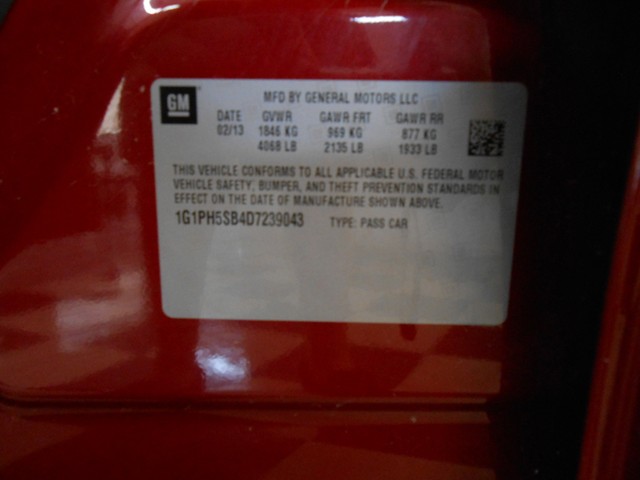 GM
MFD BY GENERAL MOTORS LLC
DATE GVWR GAWR FRT GAWR RR
02/13 1846 KG 969 KG 877 KG
4068 LB 2135 LB 1933 LB
THIS VEHICLE CONFORMS TO ALL APPLICABLE U.S. FEDERAL MOTOR
VEHICLE SAFETY, BUMPER, AND THEFT PREVENTION STANDARDS IN
EFFECT ON THE DATE OF MANUFACTURE SHOWN ABOVE.
1G1PH5SB4D7239043 TYPE: PASS CAR